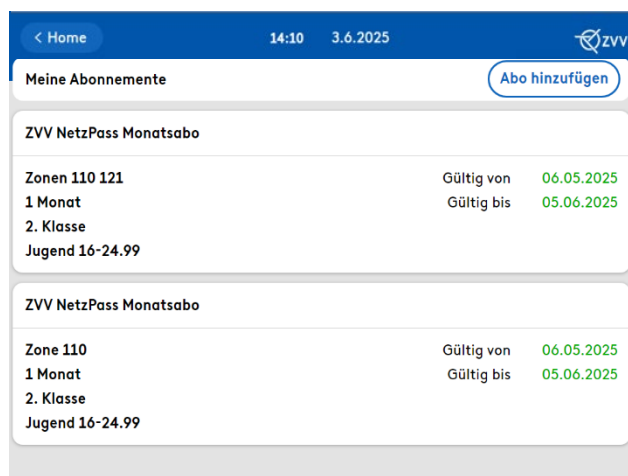 < Home 14:10 3.6.2025 zvv
Meine Abonnemente Abo hinzufügen
ZVV NetzPass Monatsabo
Zonen 110 121 Gültig von 06.05.2025
1 Monat Gültig bis 05.06.2025
2. Klasse
Jugend 16-24.99
ZVV NetzPass Monatsabo
Zone 110 Gültig von 06.05.2025
1 Monat Gültig bis 05.06.2025
2. Klasse
Jugend 16-24.99